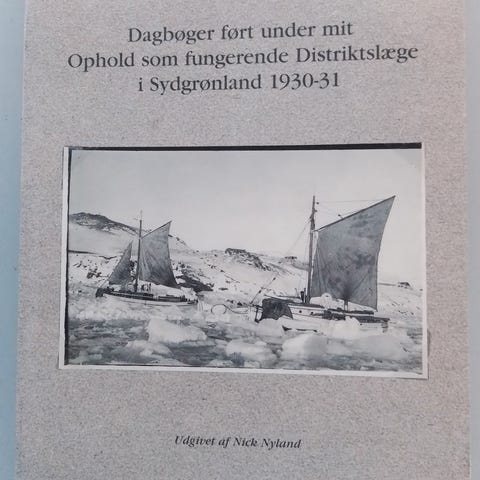 Dagbøger ført under mit
Ophold som fungerende Distriktslæge
i Sydgrønland 1930-31
Udgivet af Nick Nyland